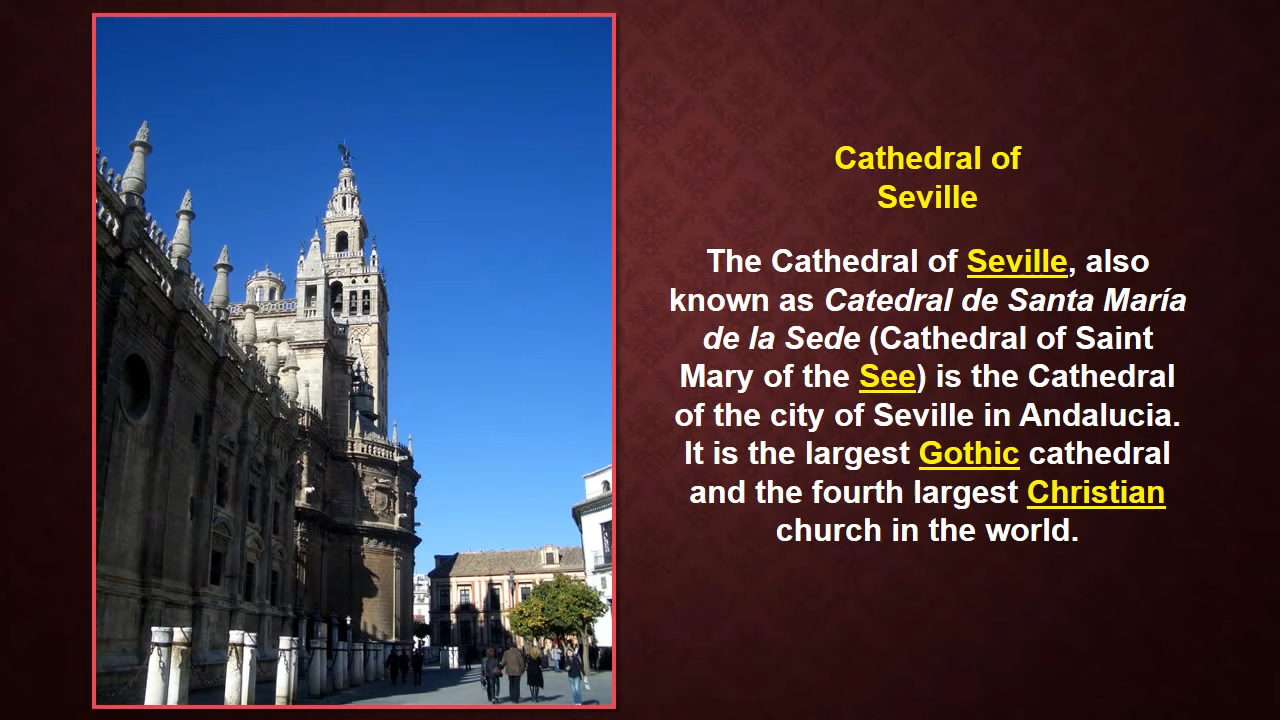 Cathedral of
Seville
The Cathedral of Seville, also
known as Catedral de Santa María
de la Sede (Cathedral of Saint
Mary of the See) is the Cathedral
of the city of Seville in Andalucia.
It is the largest Gothic cathedral
and the fourth largest Christian
church in the world.